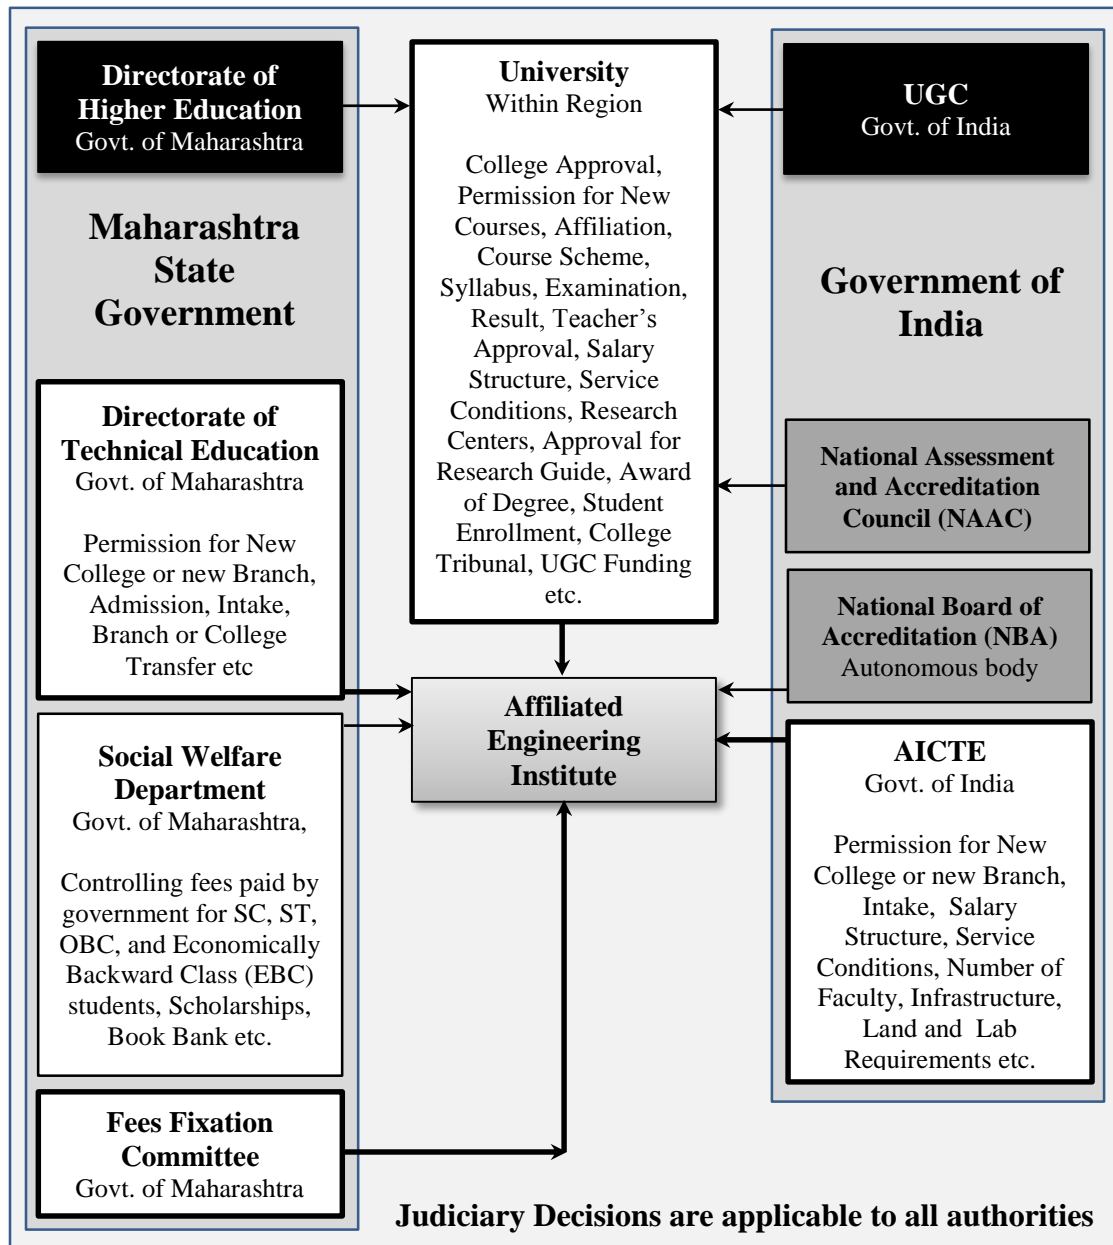 Directorate of
Higher Education
Govt. of Maharashtra
Maharashtra
State
Government
Directorate of
Technical Education
Govt. of Maharashtra
Permission for New
College or new Branch,
Admission, Intake,
Branch or College
Transfer etc
Social Welfare
Department
Govt. of Maharashtra,
Controlling fees paid by
government for SC, ST,
OBC, and Economically
Backward Class (EBC)
students, Scholarships,
Book Bank etc.
Fees Fixation
Committee
Govt. of Maharashtra
University
Within Region
College Approval,
Permission for New
Courses, Affiliation,
Course Scheme,
Syllabus, Examination,
Result, Teacher’s
Approval, Salary
Structure, Service
Conditions, Research
Centers, Approval for
Research Guide, Award
of Degree, Student
Enrollment, College
Tribunal, UGC Funding
etc.
Affiliated
Engineering
Institute
UGC
Govt. of India
Government of
India
National Assessment
and Accreditation
Council (NAAC)
National Board of
Accreditation (NBA)
Autonomous body
AICTE
Govt. of India
Permission for New
College or new Branch,
Intake, Salary
Structure, Service
Conditions, Number of
Faculty, Infrastructure,
Land and Lab
Requirements etc.
Judiciary Decisions are applicable to all authorities